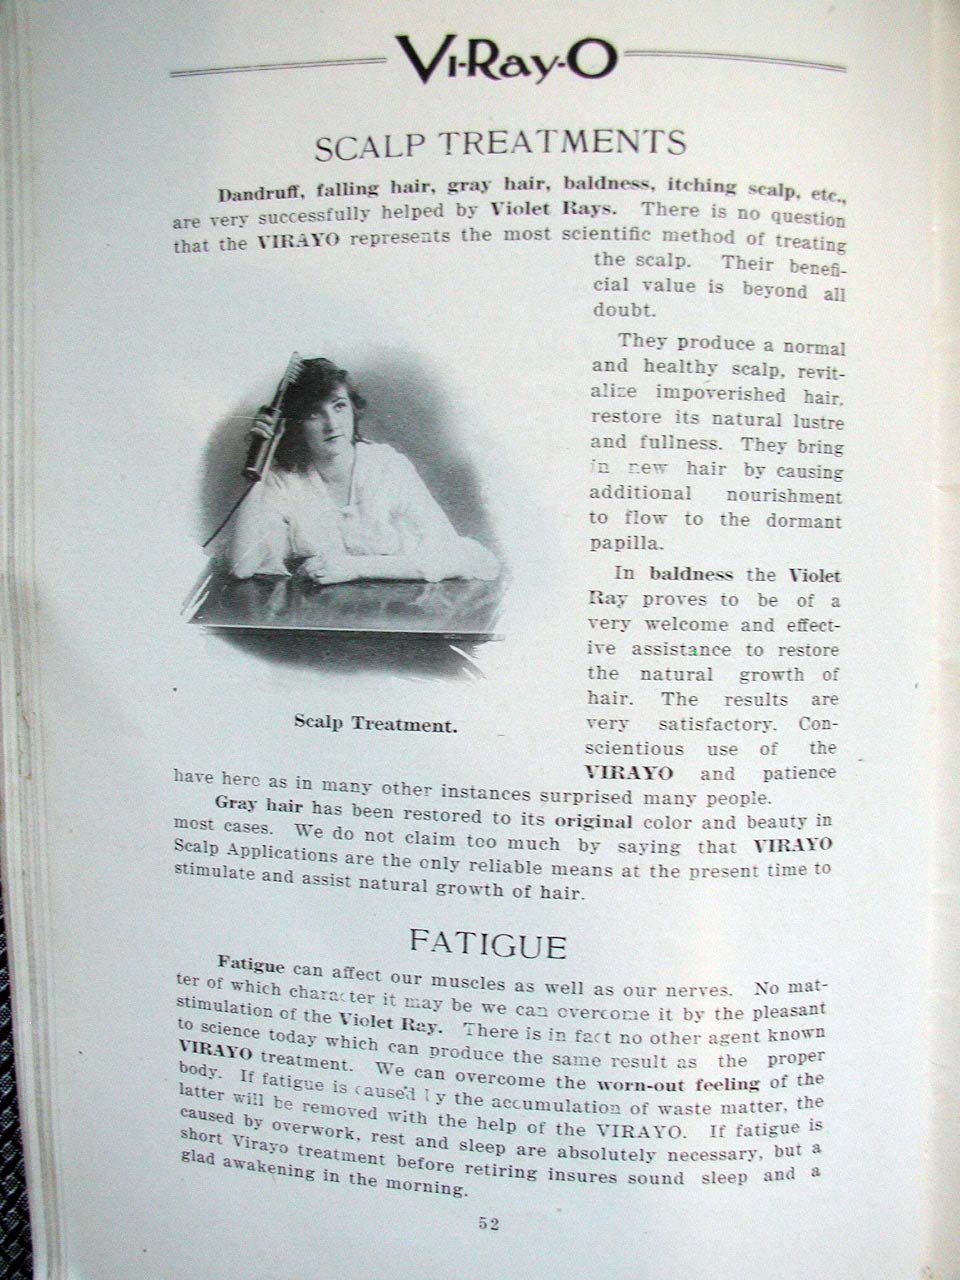 Vi-Ray-O
SCALP TREATMENTS
Dandruff, falling hair, gray hair, baldness, itching scalp, etc.,
are very successfully helped by Violet Rays. There is no question
that the VIRAYO represents the most scientific method of treating
the scalp. Their benefi-
cial value is beyond all
doubt.
They produce a normal
and healthy scalp, revit-
alize impoverished hair,
restore its natural lustre
and fullness. They bring
in new hair by causing
additional nourishment
to flow to the dormant
papilla.
In baldness the Violet
Ray proves to be of a
very welcome and effect-
ive assistance to restore
the natural growth of
hair. The results are
very satisfactory. Con-
scientious use of the
VIRAYO and patience
Scalp Treatment.
have here as in many other instances surprised many people.
Gray hair has been restored to its original color and beauty in
most cases. We do not claim too much by saying that VIRAYO
Scalp Applications are the only reliable means at the present time to
stimulate and assist natural growth of hair.
FATIGUE
Fatigue can affect our muscles as well as our nerves. No mat-
ter of which character it may be we can overcome it by the pleasant
stimulation of the Violet Ray. There is in fact no other agent known
to science today which can produce the same result as the proper
VIRAYO treatment. We can overcome the worn-out feeling of the
body. If fatigue is caused by the accumulation of waste matter, the
latter will be removed with the help of the VIRAYO. If fatigue is
caused by overwork, rest and sleep are absolutely necessary, but a
short Virayo treatment before retiring insures sound sleep and a
glad awakening in the morning.
52